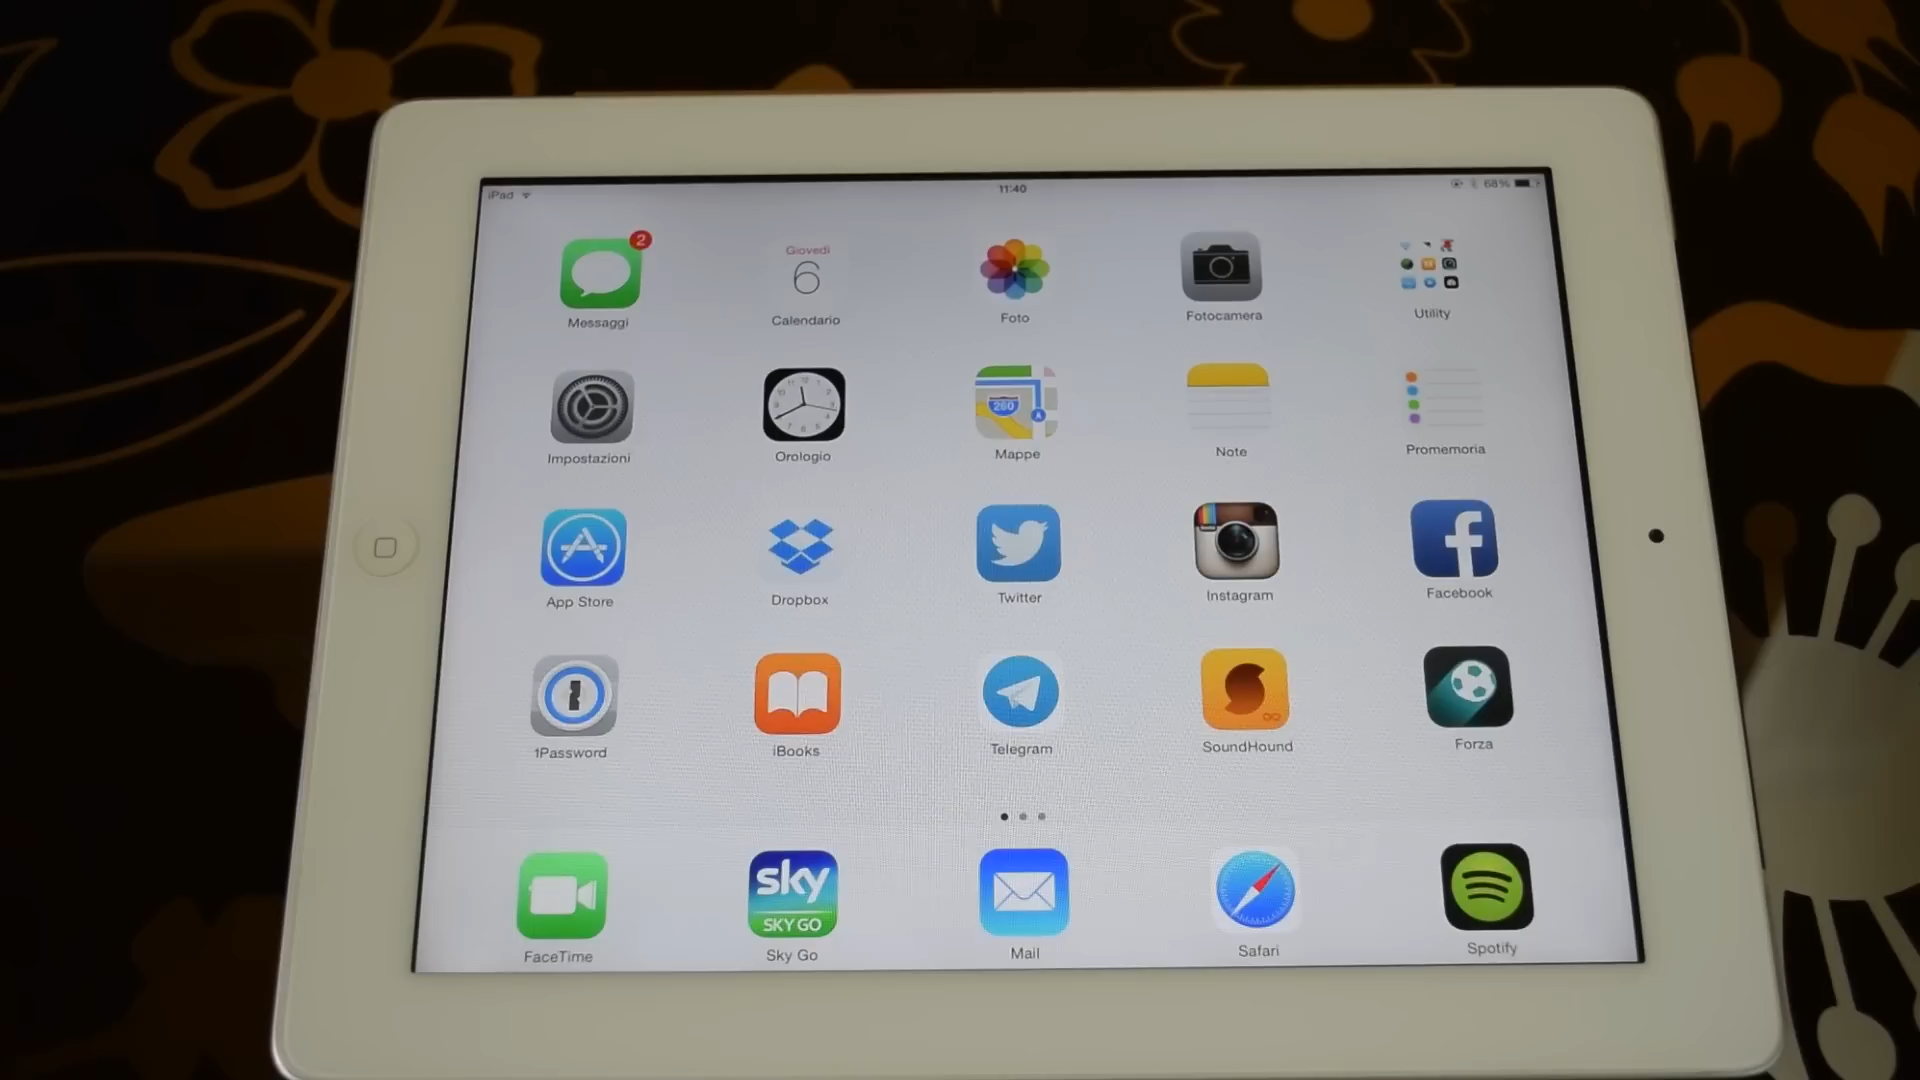 iPad 11:40 68%
2
Giovedì
6
Messaggi Calendario Foto Fotocamera Utility
280
Impostazioni Orologio Mappe Note Promemoria
App Store Dropbox Twitter Instagram Facebook
1Password iBooks Telegram SoundHound Forza
sky
SKY GO
FaceTime Sky Go Mail Safari Spotify